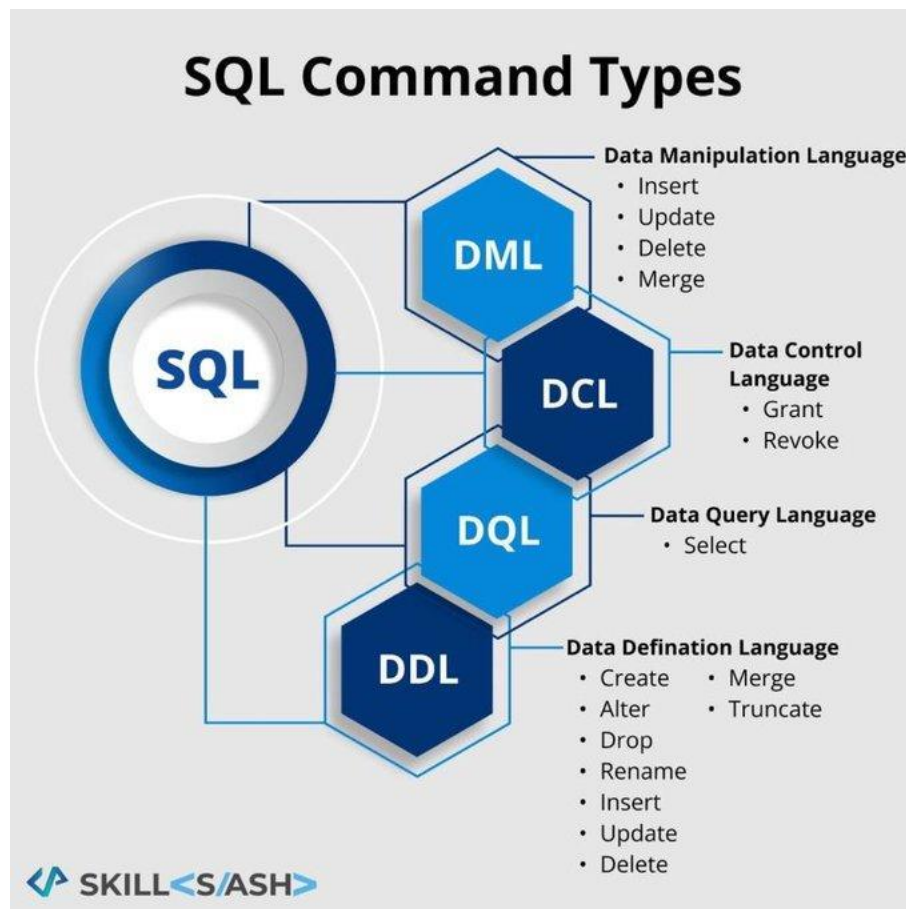 SQL Command Types
SQL
DML
Data Manipulation Language
• Insert
• Update
• Delete
• Merge
DCL
Data Control
Language
• Grant
• Revoke
DQL
Data Query Language
• Select
DDL
Data Defination Language
• Create
• Alter
• Drop
• Rename
• Insert
• Update
• Delete
• Merge
• Truncate
SKILL<S/ASH>